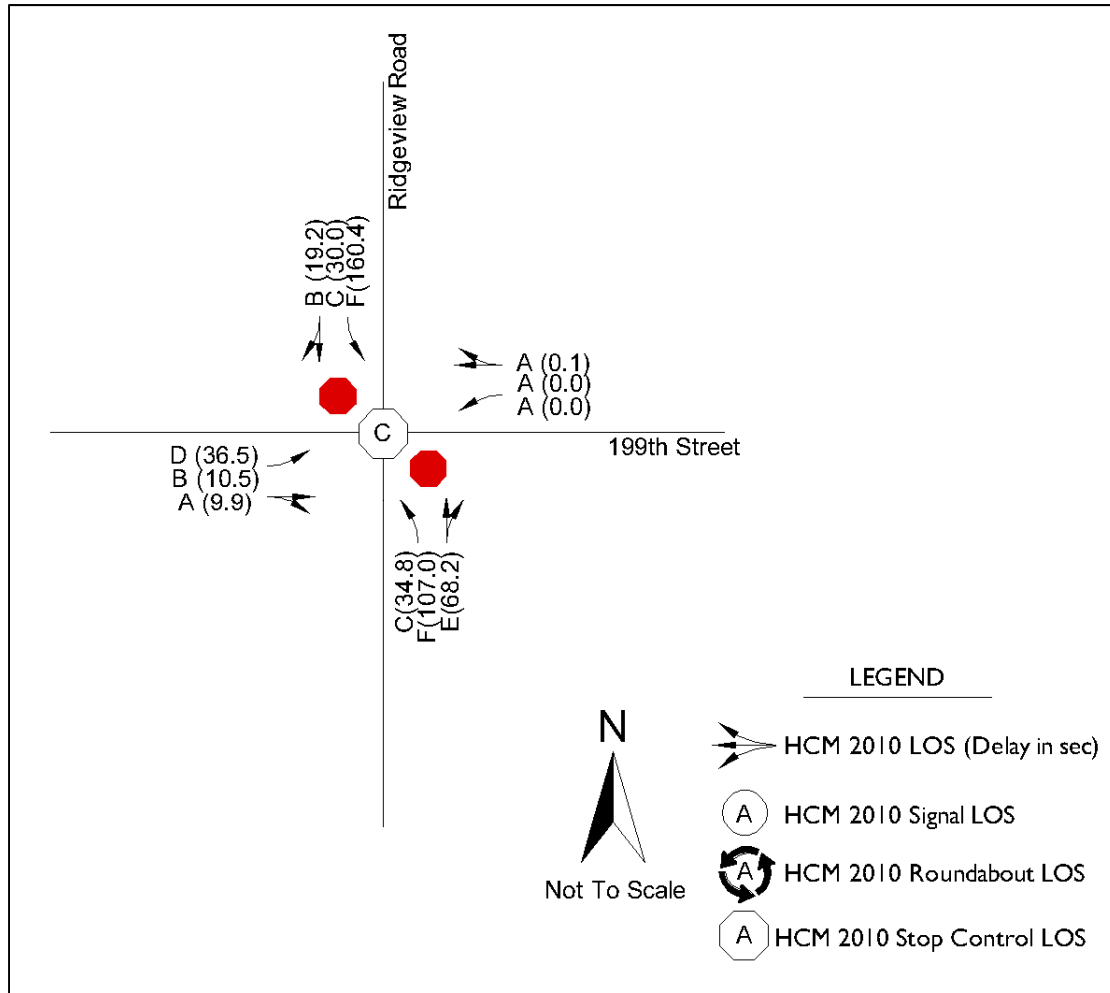 Ridgeview Road
B (19.2)
C (30.0)
F(160.4)
A (0.1)
A (0.0)
A (0.0)
C
199th Street
D (36.5)
B (10.5)
A (9.9)
C(34.8)
F(107.0)
E(68.2)
LEGEND
HCM 2010 LOS (Delay in sec)
A HCM 2010 Signal LOS
A HCM 2010 Roundabout LOS
A HCM 2010 Stop Control LOS
N
Not To Scale